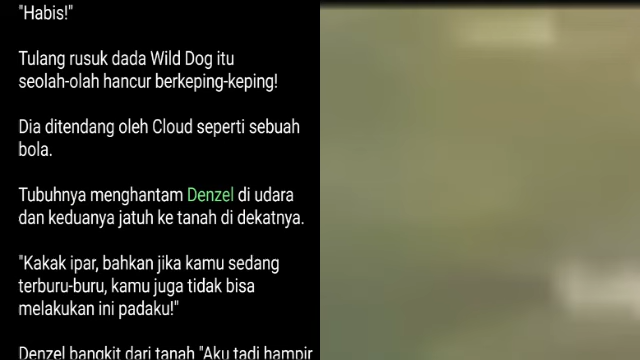 "Habis!"
Tulang rusuk dada Wild Dog itu
seolah-olah hancur berkeping-keping!
Dia ditendang oleh Cloud seperti sebuah
bola.
Tubuhnya menghantam Denzel di udara
dan keduanya jatuh ke tanah di dekatnya.
"Kakak ipar, bahkan jika kamu sedang
terburu-buru, kamu juga tidak bisa
melakukan ini padaku!"
Denzel bangkit dari tanah "Aku tadi hampir